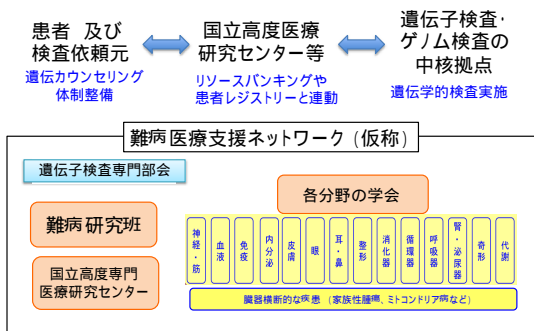 患者 及び
検査依頼元
遺伝カウンセリング
体制整備
国立高度医療
研究センター等
リソースバンキングや
患者レジストリーと連動
遺伝子検査・
ゲノム検査の
中核拠点
遺伝学的検査実施
難病医療支援ネットワーク(仮称)
遺伝子検査専門部会
難病研究班
国立高度専門
医療研究センター
各分野の学会
神経・筋
血液
免疫
内分泌
皮膚
眼
耳・鼻
整形
消化器
循環器
呼吸器
腎・泌尿器
奇形
代謝
臓器横断的な疾患(家族性腫瘍、ミトコンドリア病など)